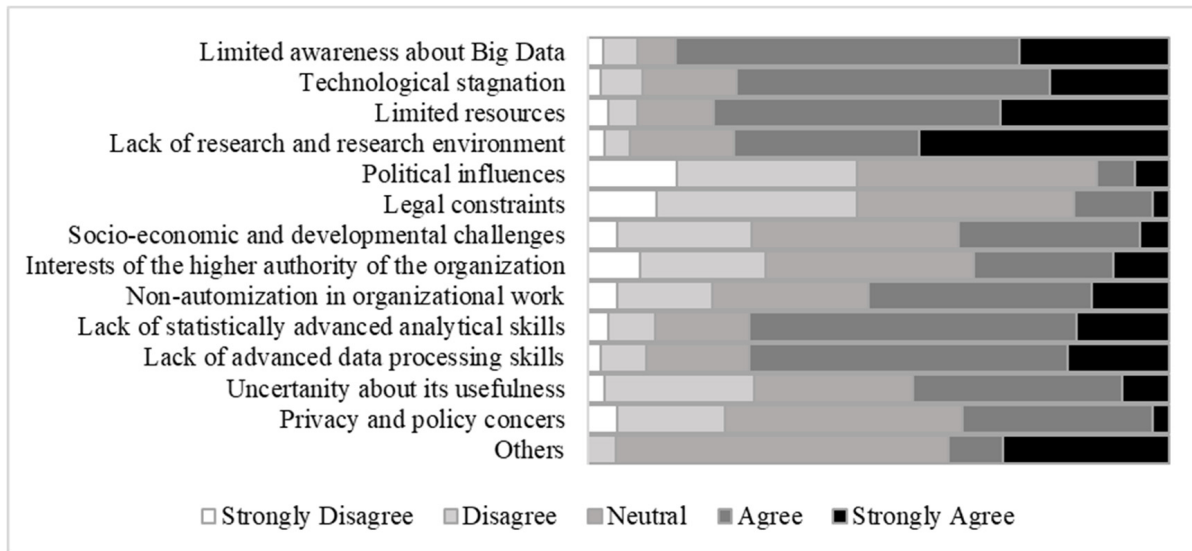 Limited awareness about Big Data
Technological stagnation
Limited resources
Lack of research and research environment
Political influences
Legal constraints
Socio-economic and developmental challenges
Interests of the higher authority of the organization
Non-automization in organizational work
Lack of statistically advanced analytical skills
Lack of advanced data processing skills
Uncertanity about its usefulness
Privacy and policy concers
Others
Strongly Disagree Disagree Neutral Agree Strongly Agree